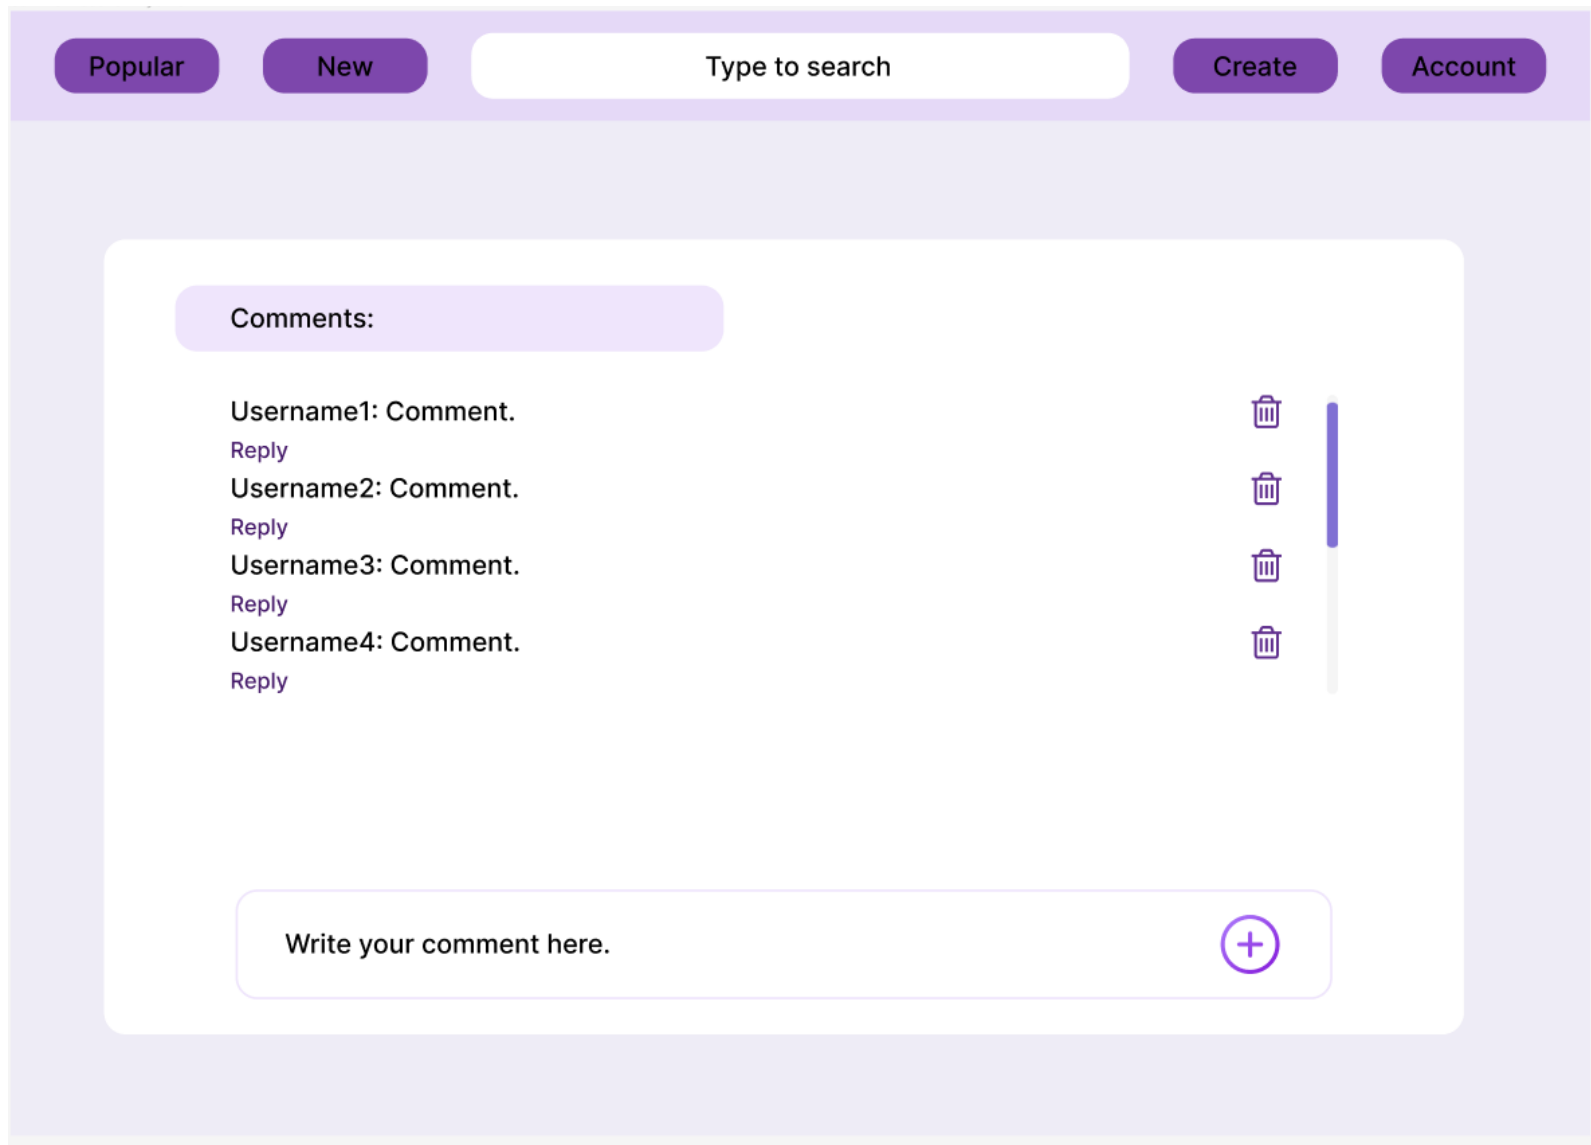 Popular New Type to search Create Account
Comments:
Username1: Comment.
Reply
Username2: Comment.
Reply
Username3: Comment.
Reply
Username4: Comment.
Reply
Write your comment here.